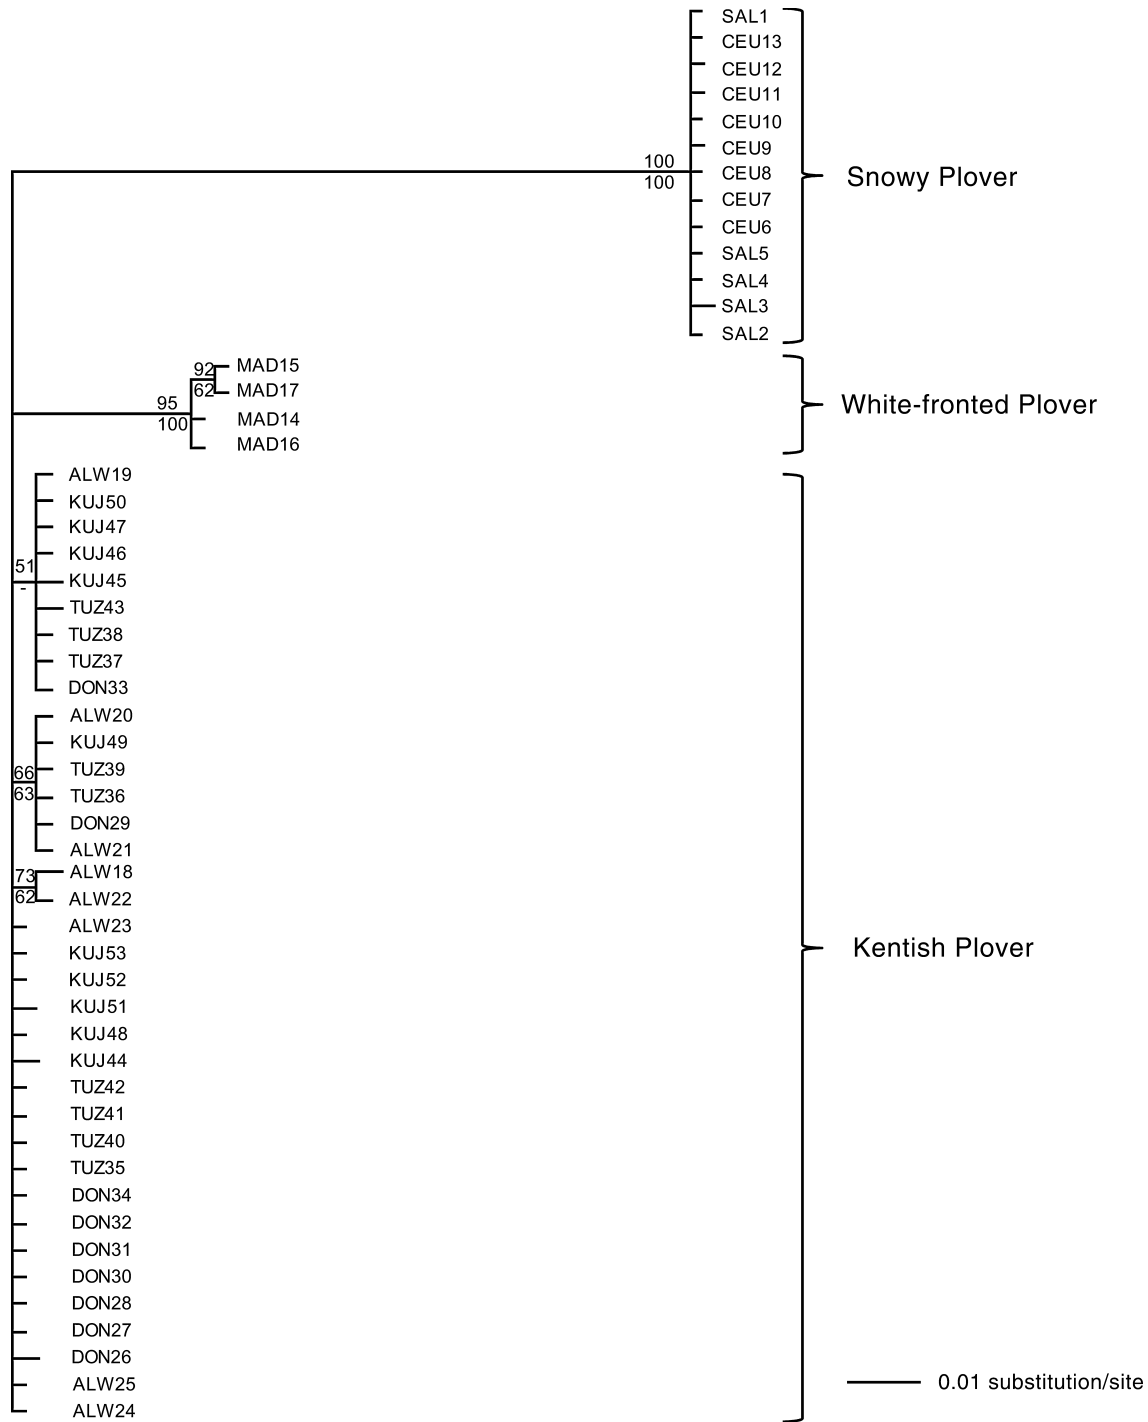 SAL1
CEU13
CEU12
CEU11
CEU10
CEU9
100
CEU8
100
Snowy Plover
CEU7
CEU6
SAL5
SAL4
SAL3
SAL2
MAD15
92
MAD17
62
95
White-fronted Plover
MAD14
100
MAD16
ALW19
KUJ50
KUJ47
KUJ46
51
KUJ45
-
TUZ43
TUZ38
TUZ37
DON33
ALW20
KUJ49
TUZ39
66
TUZ36
63
DON29
ALW21
ALW18
73
ALW22
62
ALW23
KUJ53
Kentish Plover
KUJ52
KUJ51
KUJ48
KUJ44
TUZ42
TUZ41
TUZ40
TUZ35
DON34
DON32
DON31
DON30
DON28
DON27
DON26
ALW25
0.01 substitution/site
ALW24